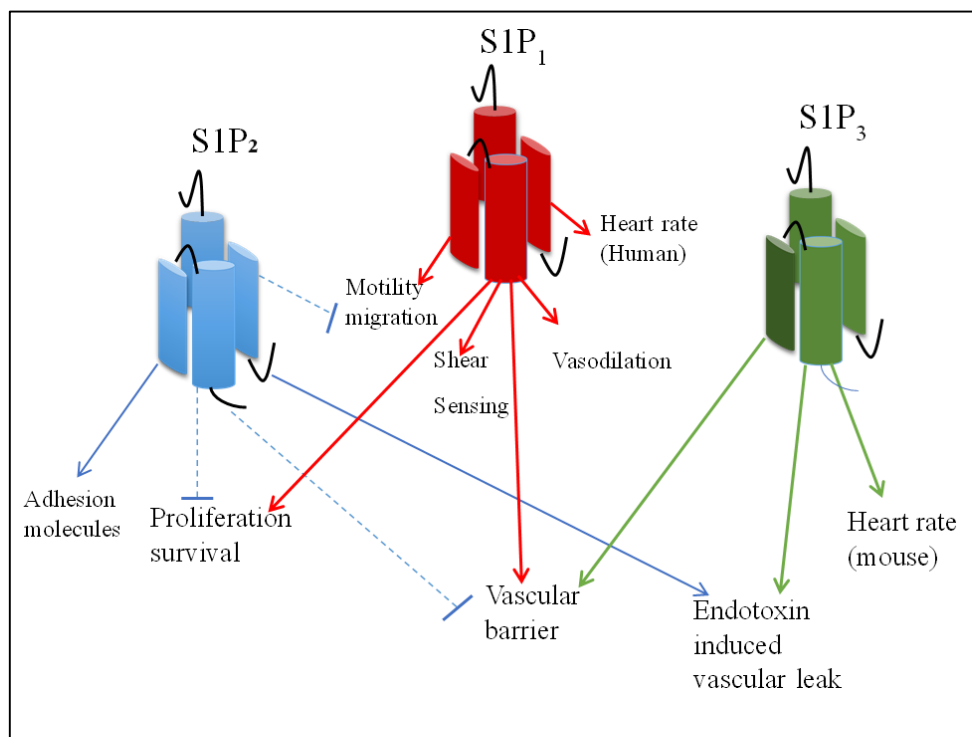 S1P1
S1P3
S1P2
Heart rate
(Human)
Motility
migration
Shear
Sensing
Vasodilation
Adhesion
molecules
Proliferation
survival
Vascular
barrier
Heart rate
(mouse)
Endotoxin
induced
vascular leak